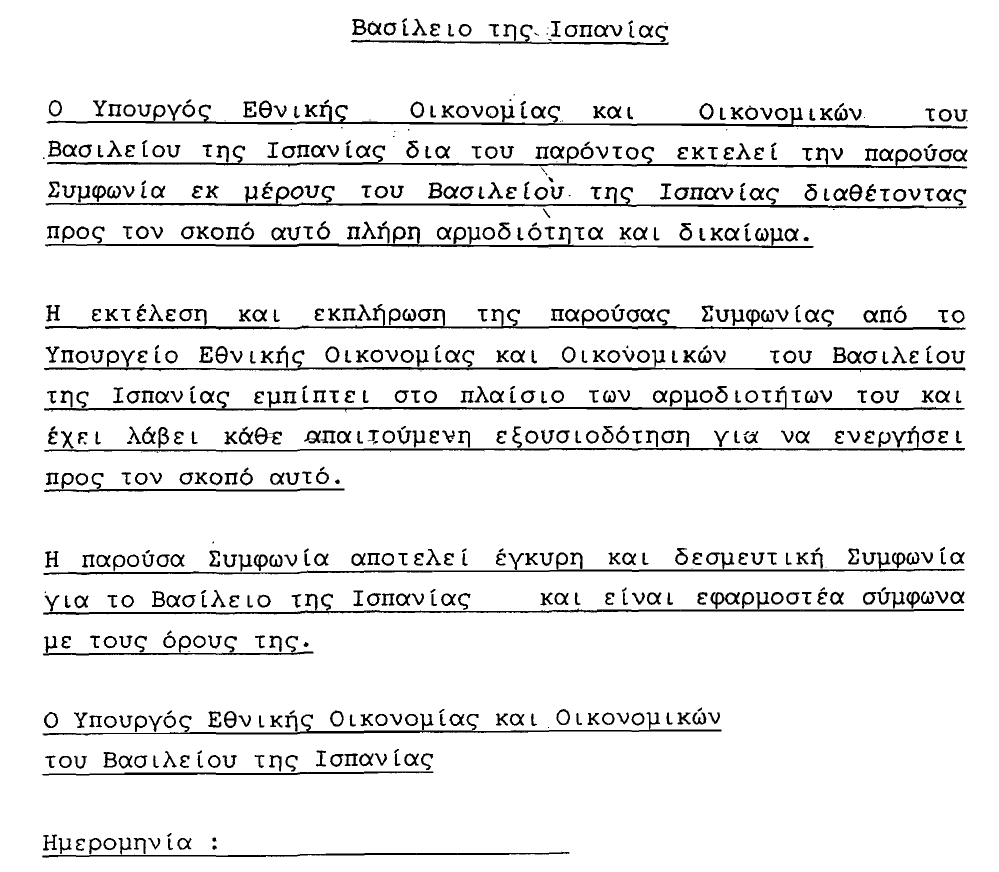 Βασίλειο της Ισπανίας
Ο Υπουργός Εθνικής Οικονομίας και Οικονομικών του
Βασιλείου της Ισπανίας δια του παρόντος εκτελεί την παρούσα
Συμφωνία εκ μέρους του Βασιλείου της Ισπανίας διαθέτοντας
προς τον σκοπό αυτό πλήρη αρμοδιότητα και δικαίωμα.
Η εκτέλεση και εκπλήρωση της παρούσας Συμφωνίας από το
Υπουργείο Εθνικής Οικονομίας και Οικονομικών του Βασιλείου
της Ισπανίας εμπίπτει στο πλαίσιο των αρμοδιοτήτων του και
έχει λάβει κάθε απαιτούμενη εξουσιοδότηση για να ενεργήσει
προς τον σκοπό αυτό.
Η παρούσα Συμφωνία αποτελεί έγκυρη και δεσμευτική Συμφωνία
για το Βασίλειο της Ισπανίας και είναι εφαρμοστέα σύμφωνα
με τους όρους της.
Ο Υπουργός Εθνικής Οικονομίας και Οικονομικών
του Βασιλείου της Ισπανίας
Ημερομηνία :